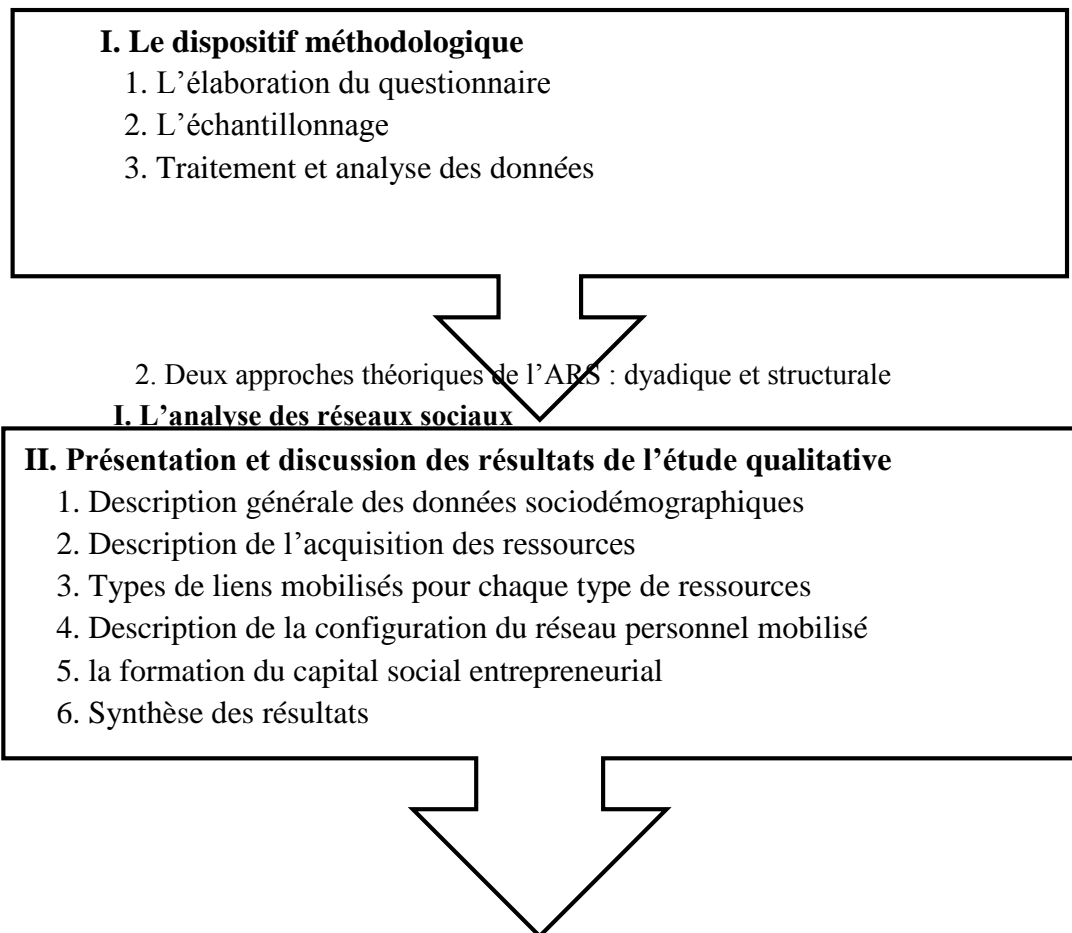 I. Le dispositif méthodologique
1. L’élaboration du questionnaire
2. L’échantillonnage
3. Traitement et analyse des données
2. Deux approches théoriques de l’ARS : dyadique et structurale
I. L’analyse des réseaux sociaux
II. Présentation et discussion des résultats de l’étude qualitative
1. Description générale des données sociodémographiques
2. Description de l’acquisition des ressources
3. Types de liens mobilisés pour chaque type de ressources
4. Description de la configuration du réseau personnel mobilisé
5. la formation du capital social entrepreneurial
6. Synthèse des résultats